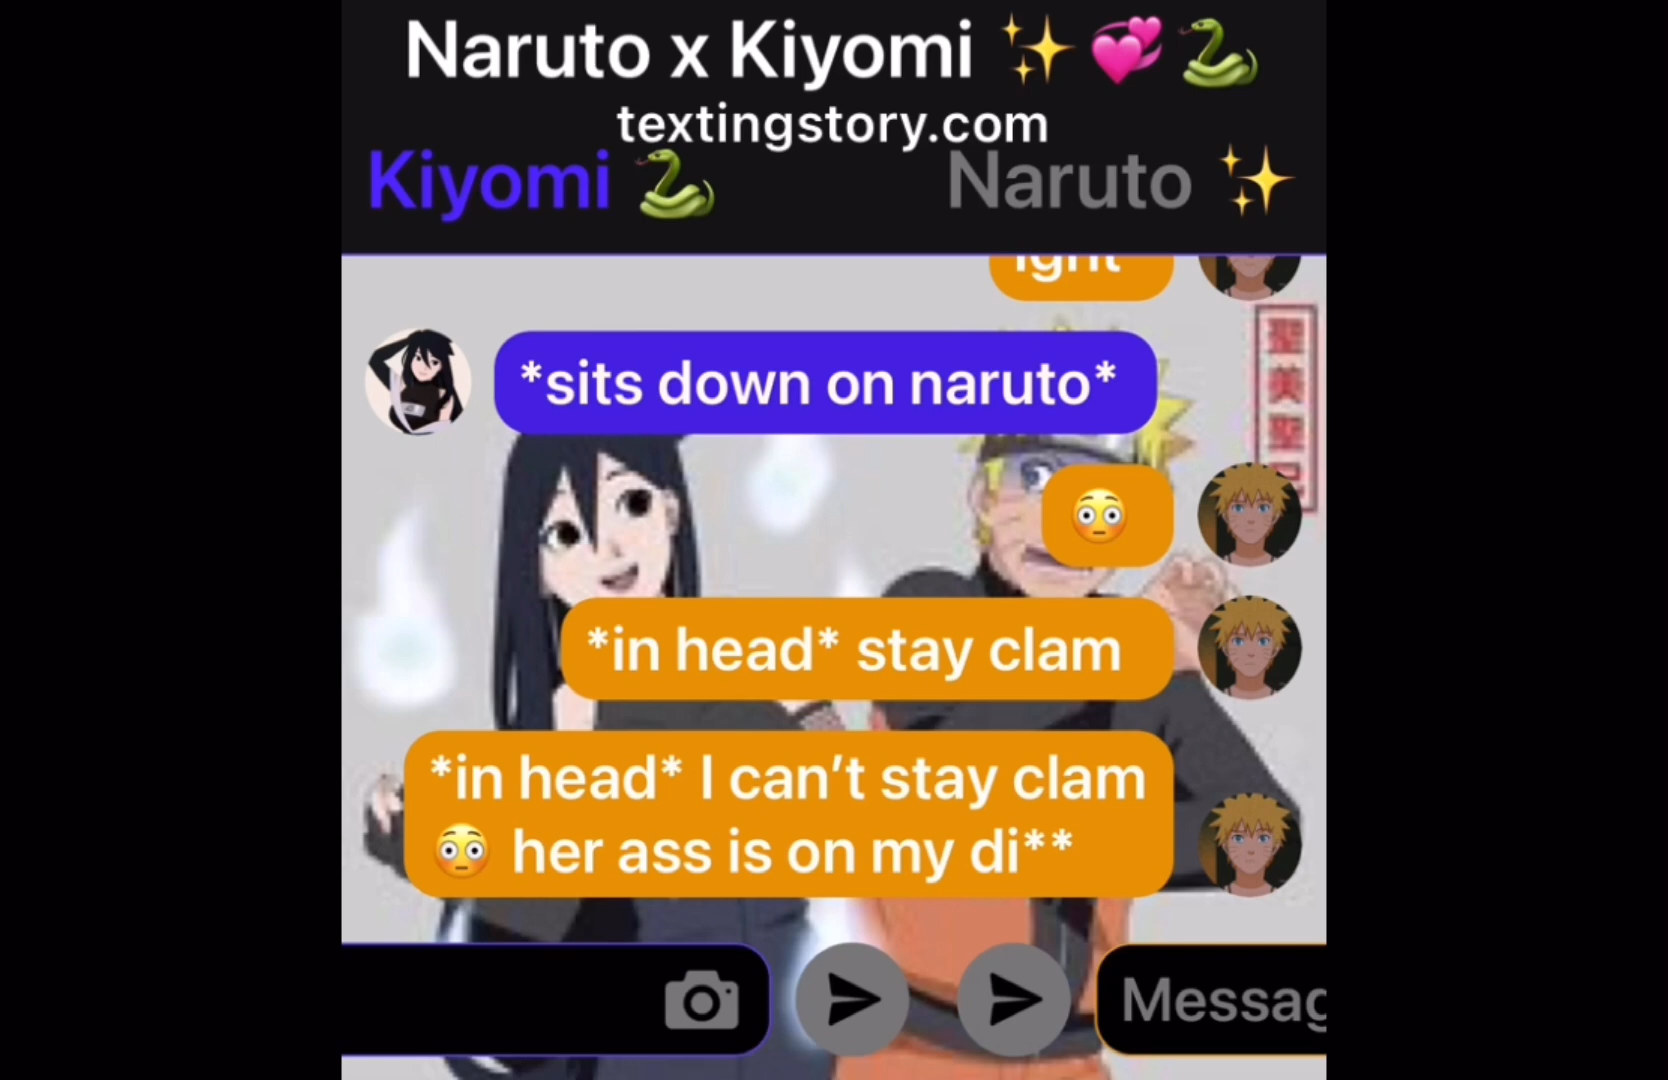 Naruto x Kiyomi ✨💞🐍
textingstory.com
Kiyomi 🐍
Naruto ✨
ight
*sits down on naruto*
😳
*in head* stay clam
*in head* I can't stay clam
😳 her ass is on my di**
Messag